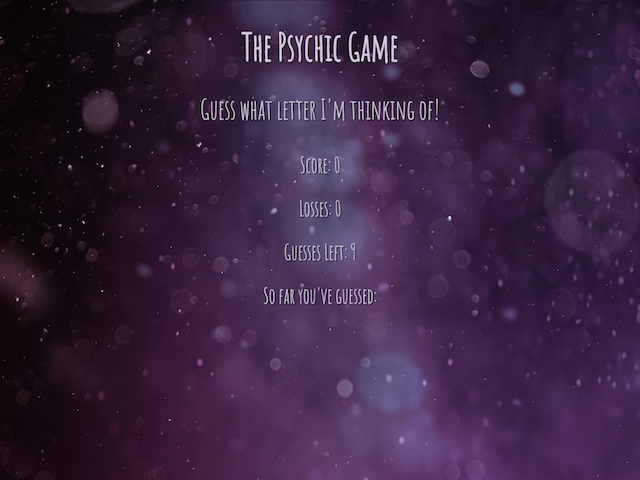 The Psychic Game
Guess what letter I'm thinking of!
Score: 0
Losses: 0
Guesses Left: 9
So far you've guessed: